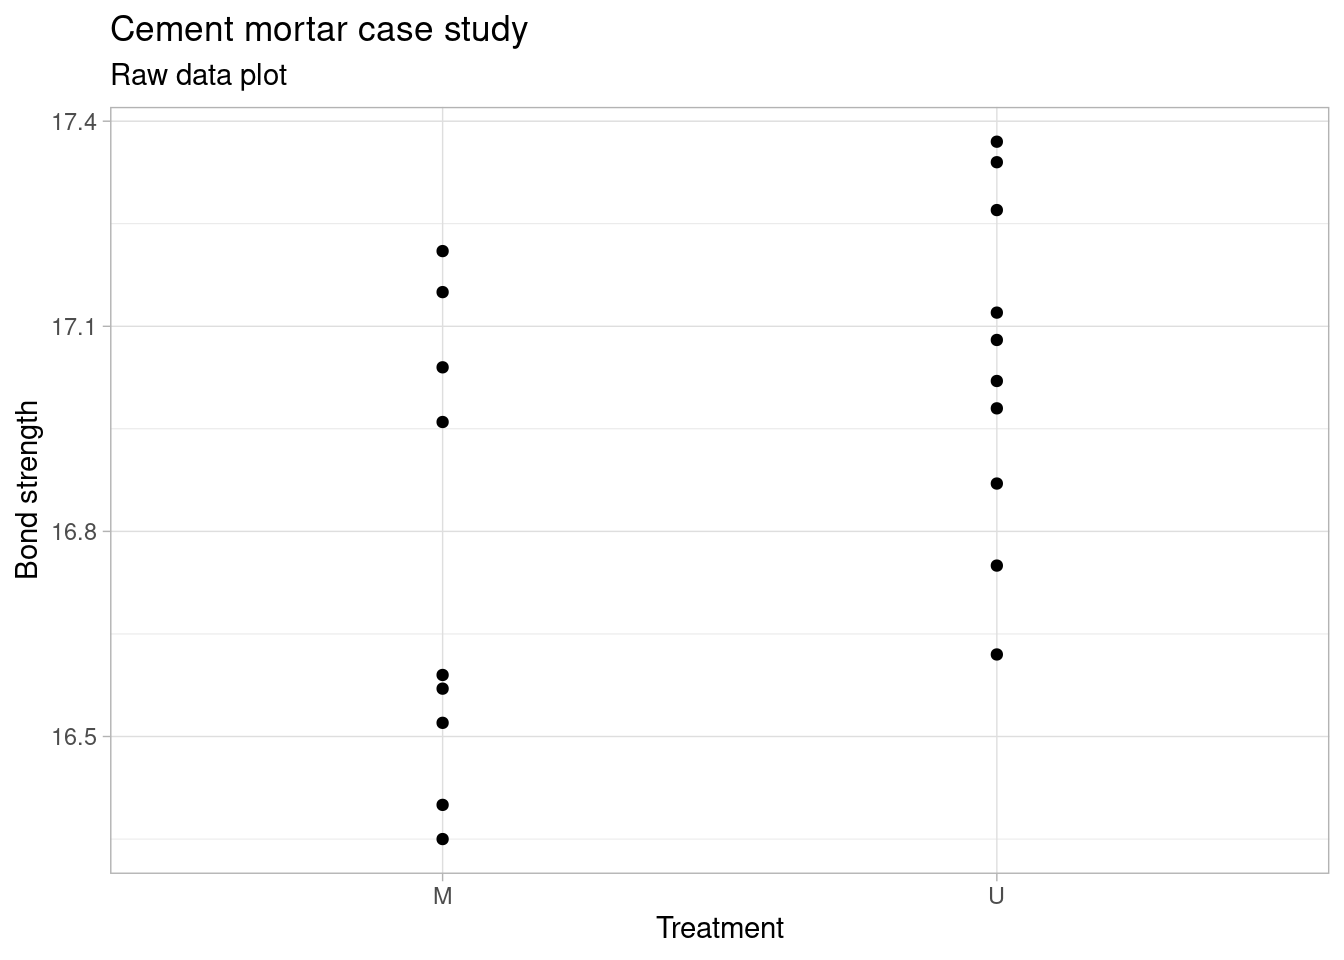 Cement mortar case study
Raw data plot
17.4
17.1
16.8
16.5
Bond strength
M
U
Treatment